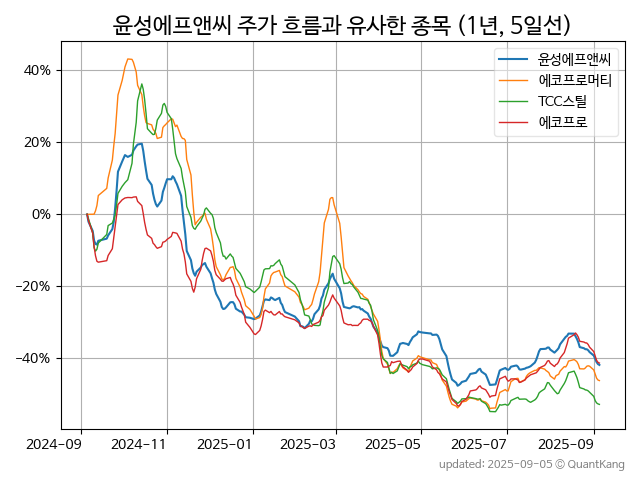 윤성에프앤씨 주가 흐름과 유사한 종목 (1년, 5일선)
윤성에프앤씨
에코프로머티
TCC스틸
에코프로
40%
20%
0%
−20%
−40%
2024−09
2024−11
2025−01
2025−03
2025−05
2025−07
2025−09
updated: 2025-09-05 © QuantKang